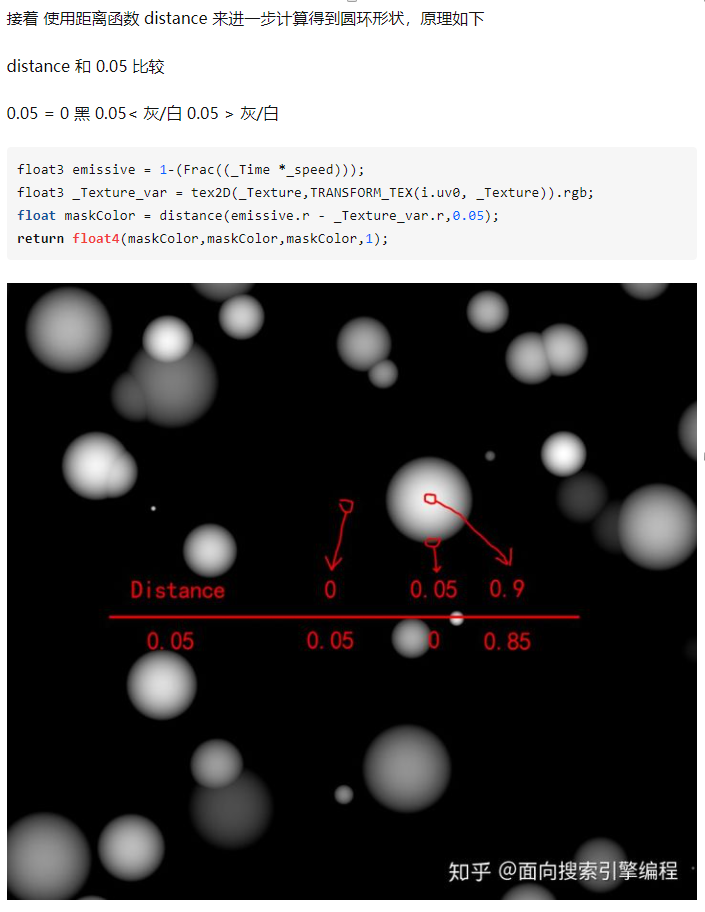 接着 使用距离函数 distance 来进一步计算得到圆环形状，原理如下
distance 和 0.05 比较
0.05 = 0 黑 0.05< 灰/白 0.05 > 灰/白
float3 emissive = 1-(Frac((_Time *_speed)));
float3 _Texture_var = tex2D(_Texture,TRANSFORM_TEX(i.uv0, _Texture)).rgb;
float maskColor = distance(emissive.r - _Texture_var.r,0.05);
return float4(maskColor,maskColor,maskColor,1);
Distance 0 0.05 0.9
0.05 0.05 0 0.85
知乎 @面向搜索引擎编程